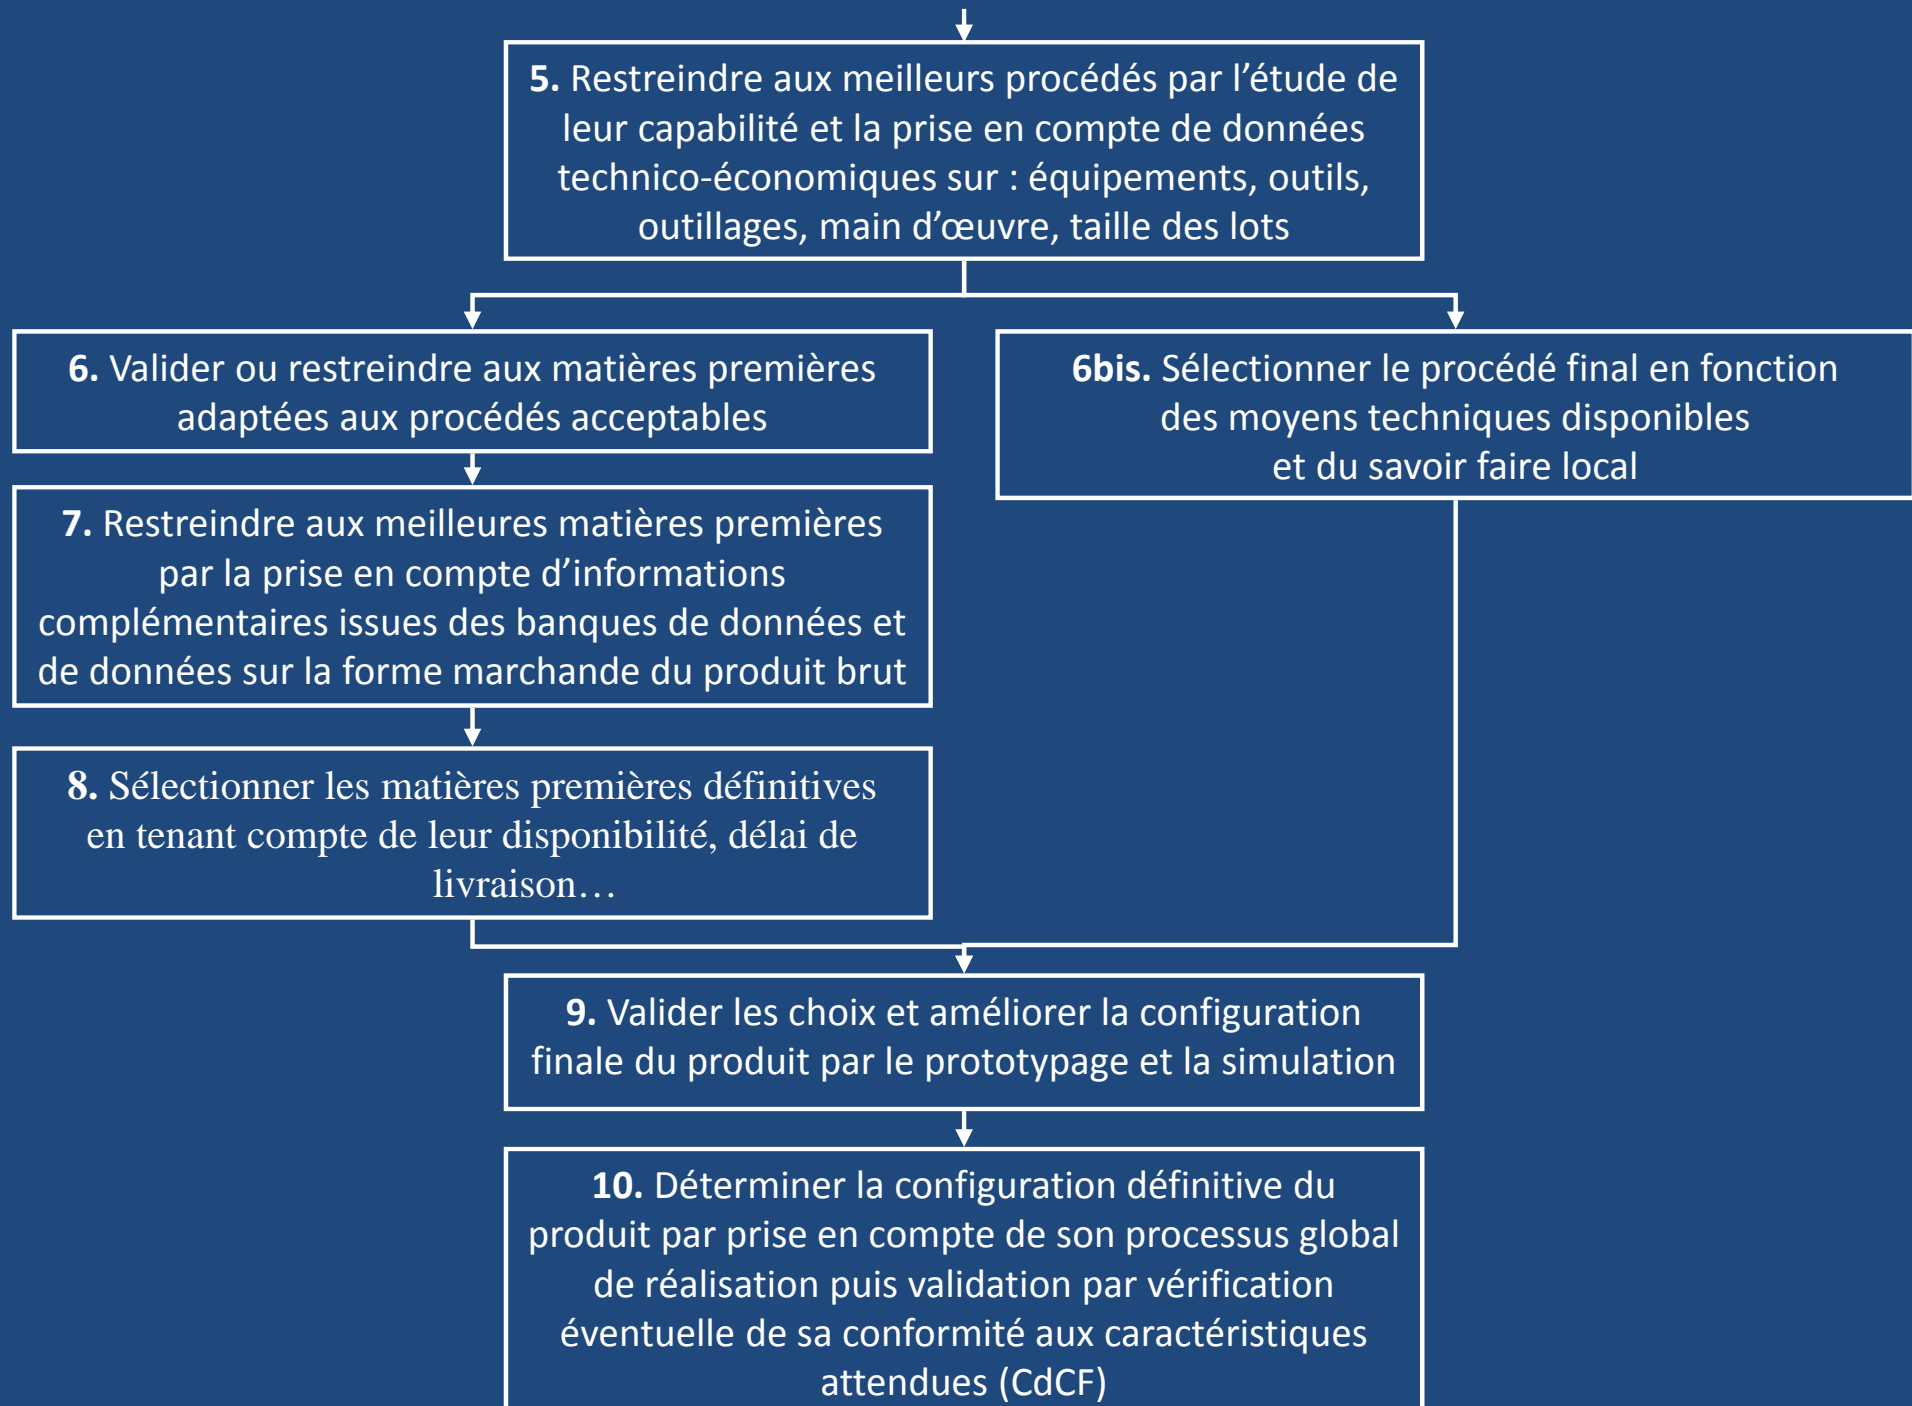 5. Restreindre aux meilleurs procédés par l’étude de
leur capabilité et la prise en compte de données
technico-économiques sur : équipements, outils,
outillages, main d’œuvre, taille des lots
6. Valider ou restreindre aux matières premières
adaptées aux procédés acceptables
6bis. Sélectionner le procédé final en fonction
des moyens techniques disponibles
et du savoir faire local
7. Restreindre aux meilleures matières premières
par la prise en compte d’informations
complémentaires issues des banques de données et
de données sur la forme marchande du produit brut
8. Sélectionner les matières premières définitives
en tenant compte de leur disponibilité, délai de
livraison…
9. Valider les choix et améliorer la configuration
finale du produit par le prototypage et la simulation
10. Déterminer la configuration définitive du
produit par prise en compte de son processus global
de réalisation puis validation par vérification
éventuelle de sa conformité aux caractéristiques
attendues (CdCF)